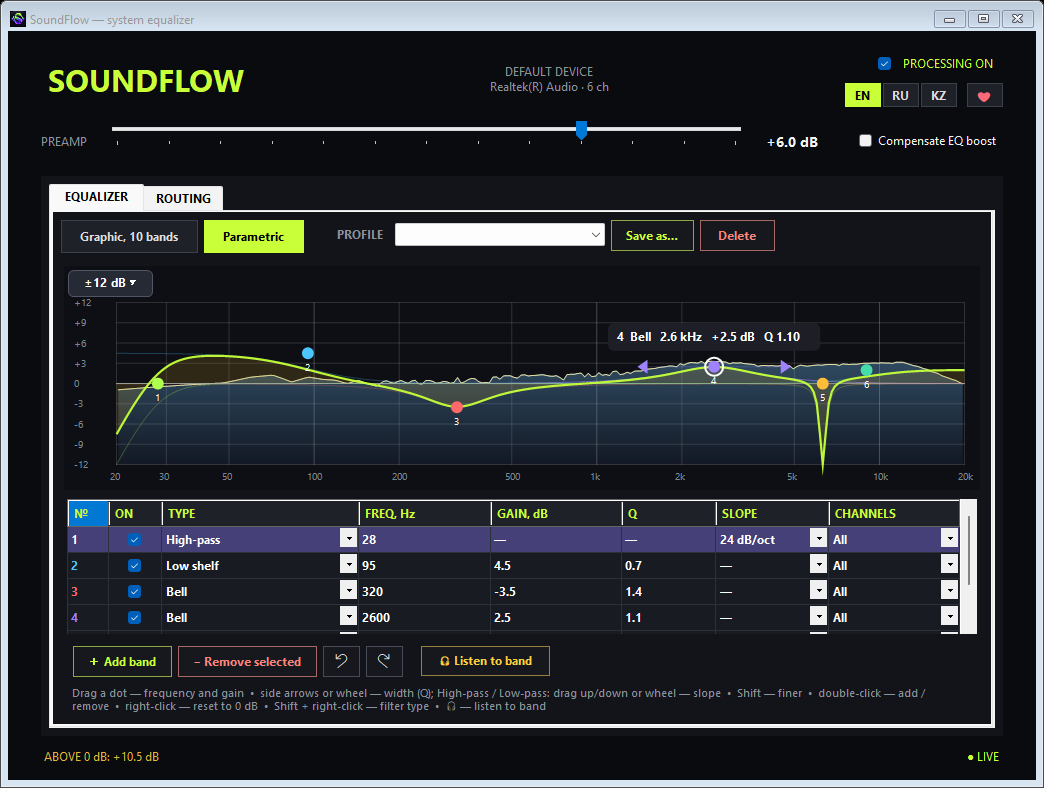 SoundFlow — system equalizer
SOUNDFLOW
DEFAULT DEVICE
Realtek(R) Audio · 6 ch
PROCESSING ON
EN RU KZ
PREAMP
+6.0 dB
Compensate EQ boost
EQUALIZER ROUTING
Graphic, 10 bands Parametric PROFILE Save as... Delete
±12 dB
+12
+9
+6
+3
0
-3
-6
-9
-12
4 Bell 2.6 kHz +2.5 dB Q 1.10
1
2
3
4
5
6
20 30 50 100 200 500 1k 2k 5k 10k 20k
Nº ON TYPE FREQ, Hz GAIN, dB Q SLOPE CHANNELS
1 High-pass 28 — — 24 dB/oct All
2 Low shelf 95 4.5 0.7 — All
3 Bell 320 -3.5 1.4 — All
4 Bell 2600 2.5 1.1 — All
+ Add band − Remove selected Listen to band
Drag a dot — frequency and gain • side arrows or wheel — width (Q); High-pass / Low-pass: drag up/down or wheel — slope • Shift — finer • double-click — add /
remove • right-click — reset to 0 dB • Shift + right-click — filter type • 🎧 — listen to band
ABOVE 0 dB: +10.5 dB
● LIVE